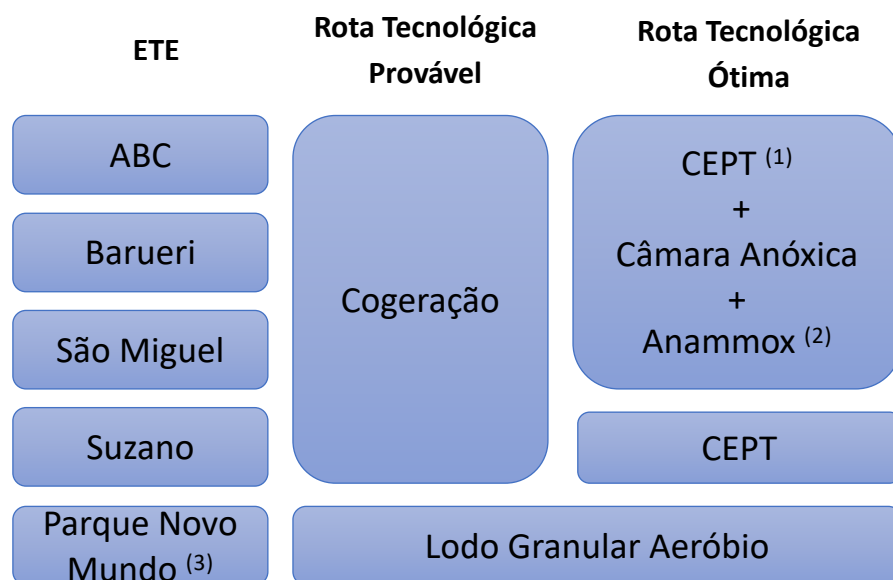 ETE
Rota Tecnológica
Provável
Rota Tecnológica
Ótima
ABC
Barueri
São Miguel
Suzano
Parque Novo
Mundo (3)
Cogeração
CEPT (1)
+
Câmara Anóxica
+
Anammox (2)
CEPT
Lodo Granular Aeróbio